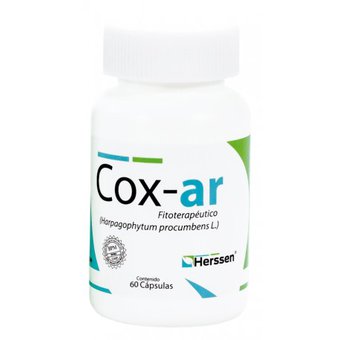 Cox-ar
Fitoterapéutico
(Harpagophytum procumbens L.)
Herssen
Contenido
60 Cápsulas